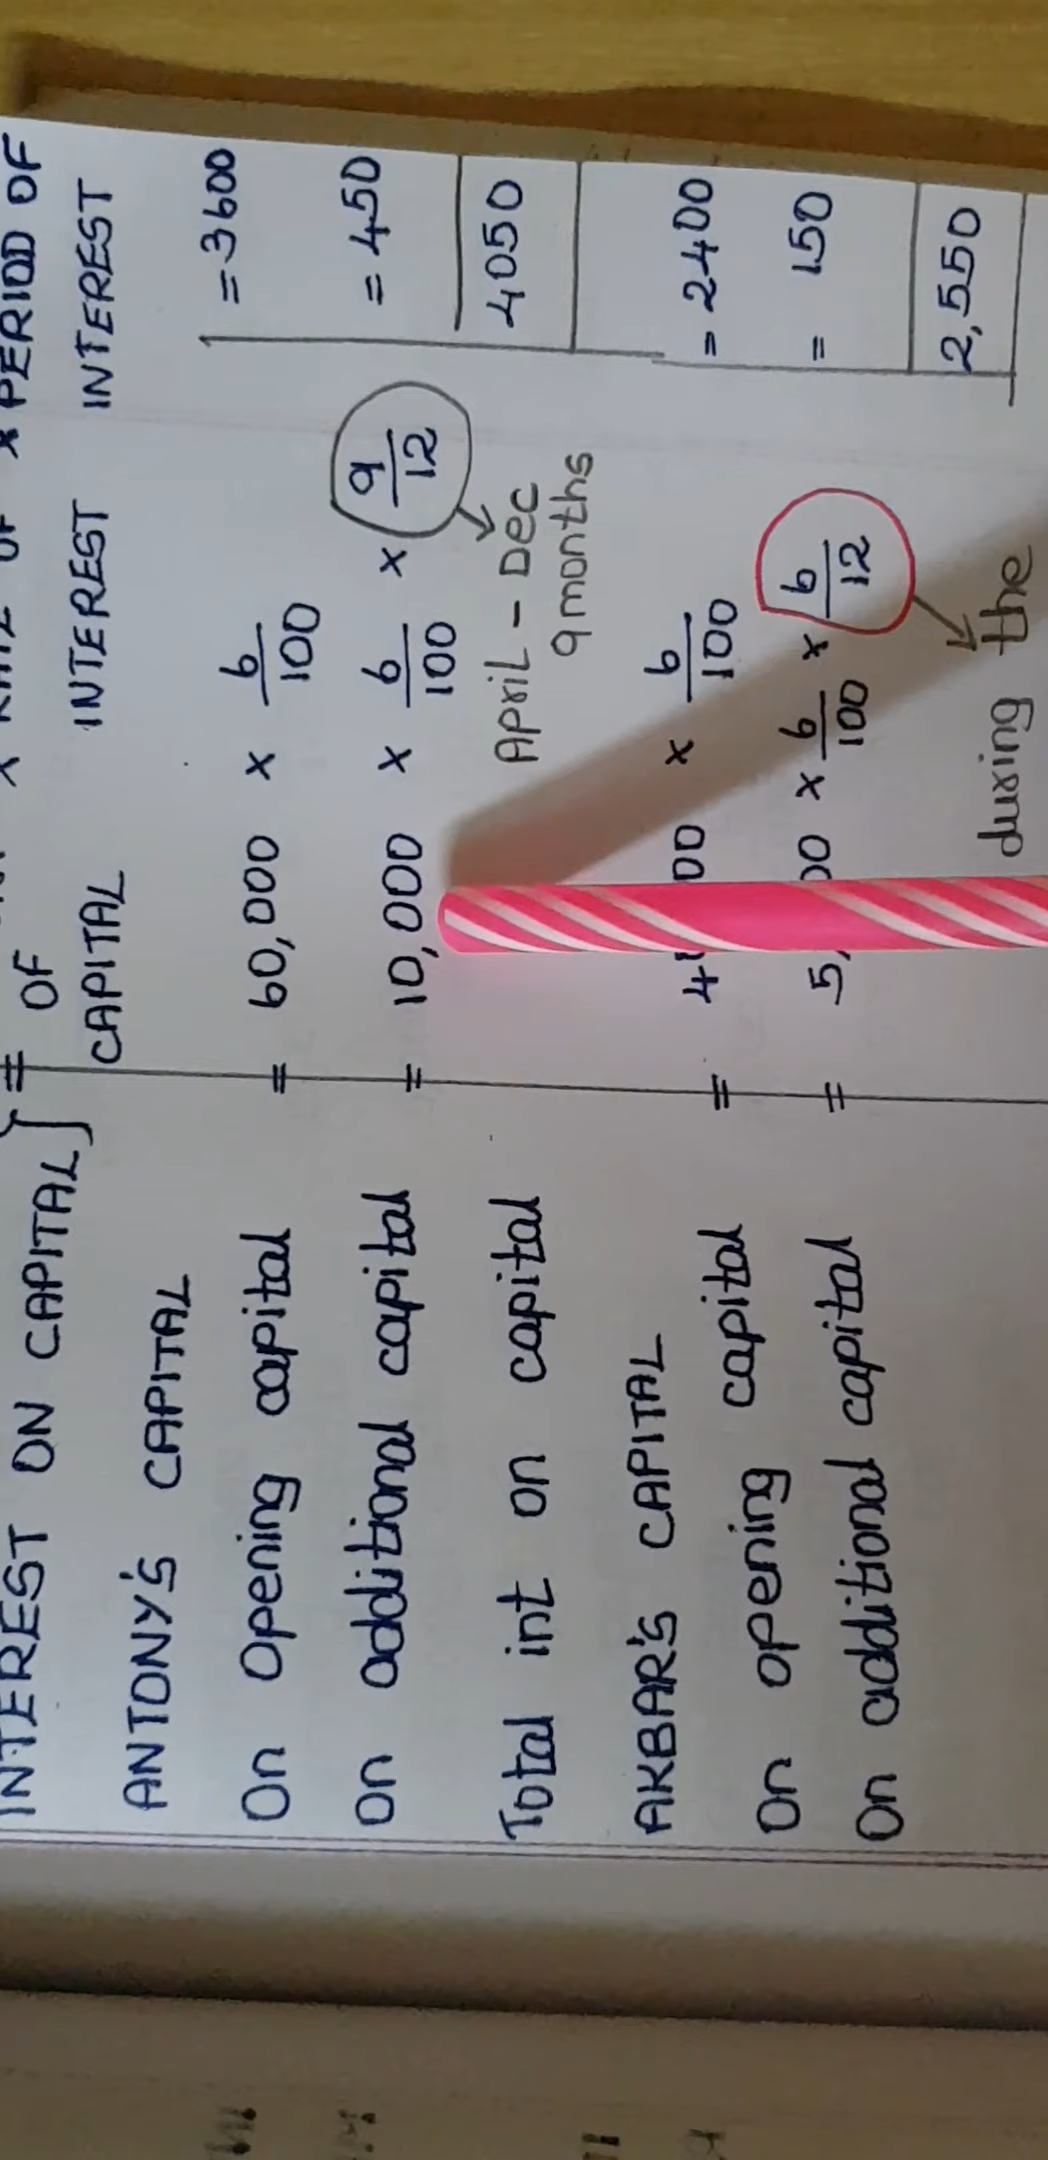 INTEREST ON CAPITAL } = OF x RATE OF x PERIOD OF
CAPITAL INTEREST INTEREST
ANTONY'S CAPITAL
On Opening capital = 60,000 x 6/100 = 3600
On additional capital = 10,000 x 6/100 x 9/12 = 450
Total int on capital April - Dec 4050
9 months
AKBAR'S CAPITAL
On opening capital = x 6/100 = 2400
On additional capital = x 6/100 x 6/12 = 150
2,550
during the